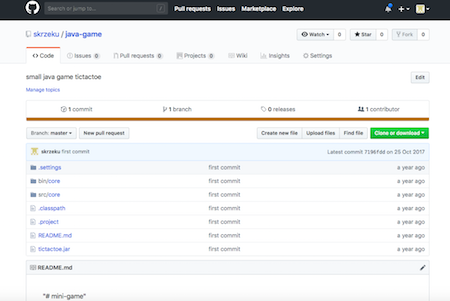 Search or jump to...
/
Pull requests Issues Marketplace Explore
skrzeku / java-game
Watch 0 Star 0 Fork 0
Code Issues 0 Pull requests 0 Projects 0 Wiki Insights Settings
small java game tictactoe
Edit
Manage topics
1 commit 1 branch 0 releases 1 contributor
Branch: master New pull request Create new file Upload files Find file Clone or download
skrzeku first commit Latest commit 7196fdd on 25 Oct 2017
.settings first commit a year ago
bin/core first commit a year ago
src/core first commit a year ago
.classpath first commit a year ago
.project first commit a year ago
README.md first commit a year ago
tictactoe.jar first commit a year ago
README.md
"# mini-game"